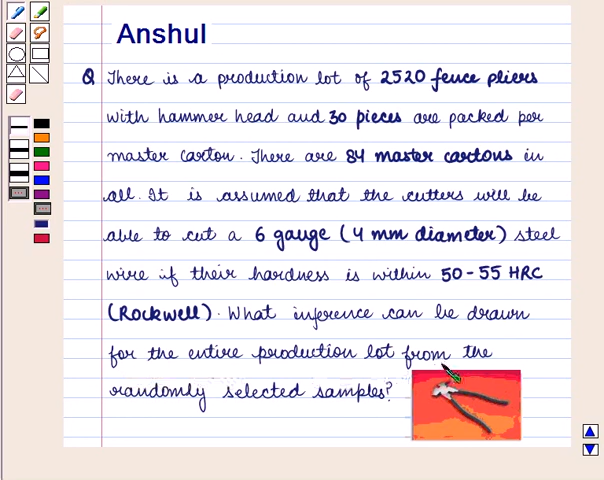 Anshul
Q There is a production lot of 2520 fence pliers
with hammer head and 30 pieces are packed per
master carton. There are 84 master cartons in
all. It is assumed that the cutters will be
able to cut a 6 gauge (4 mm diameter) steel
wire if their hardness is within 50-55 HRC
(Rockwell). What inference can be drawn
for the entire production lot from the
randomly selected samples?